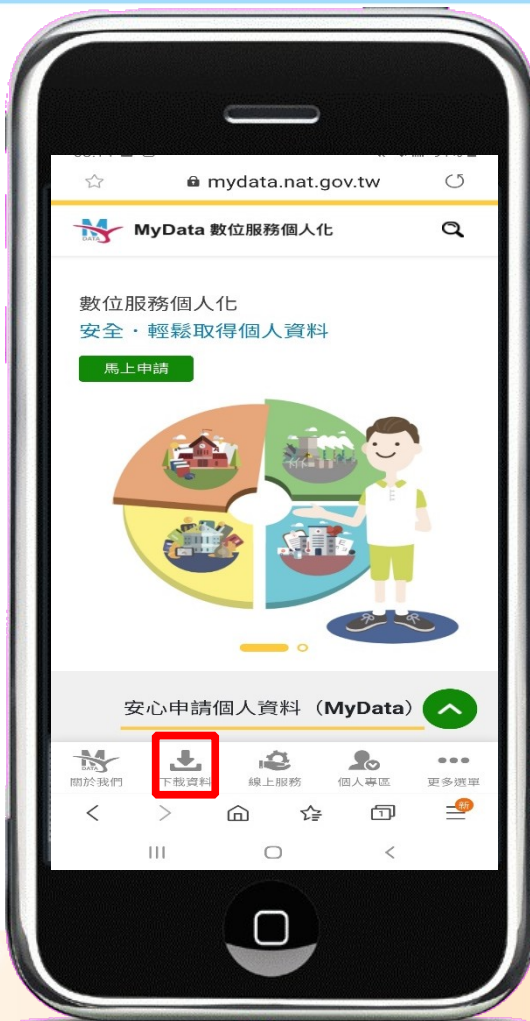 mydata.nat.gov.tw
MyData 數位服務個人化
數位服務個人化
安全・輕鬆取得個人資料
馬上申請
安心申請個人資料（MyData）
關於我們 下載資料 線上服務 個人專區 更多選單
1 新